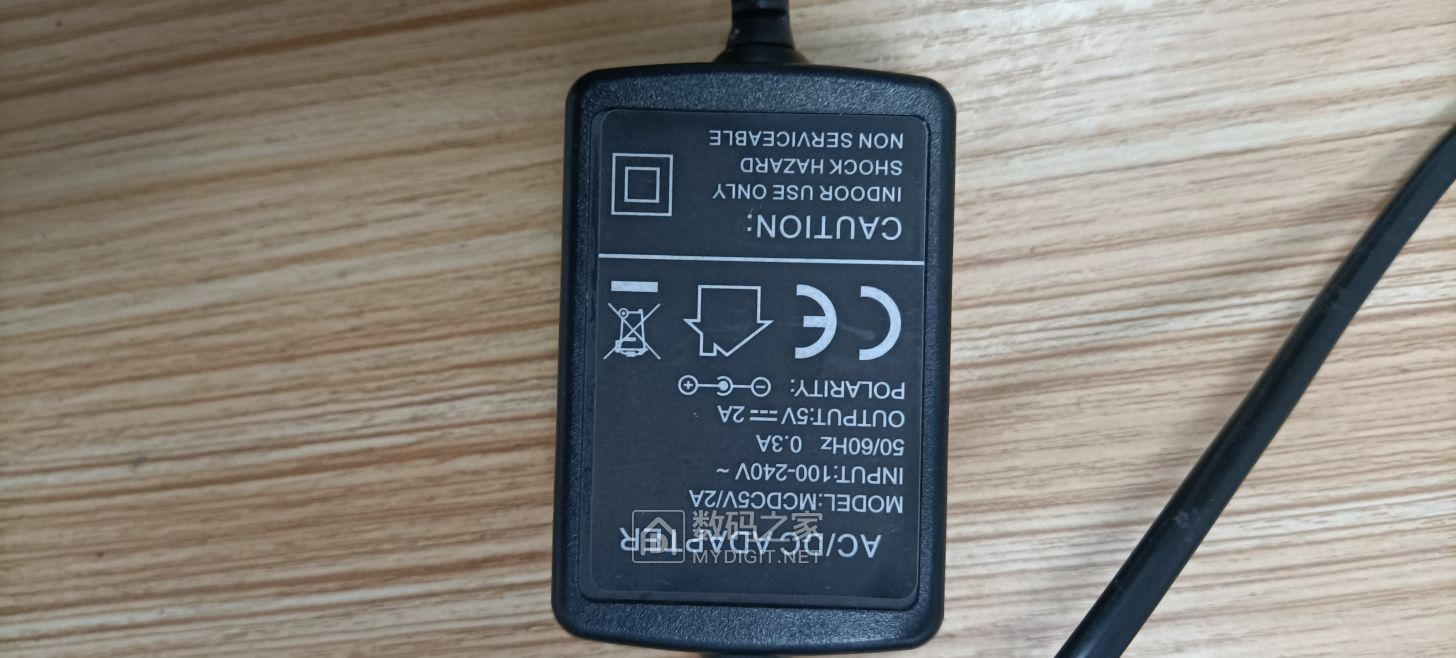 AC/DC ADAPTER
MODEL:MCDC5V/2A
INPUT:100-240V ~
50/60Hz 0.3A
OUTPUT:5V⎓2A
POLARITY:
CE
CAUTION:
INDOOR USE ONLY
SHOCK HAZARD
NON SERVICEABLE
数码之家
MYDIGIT.NET